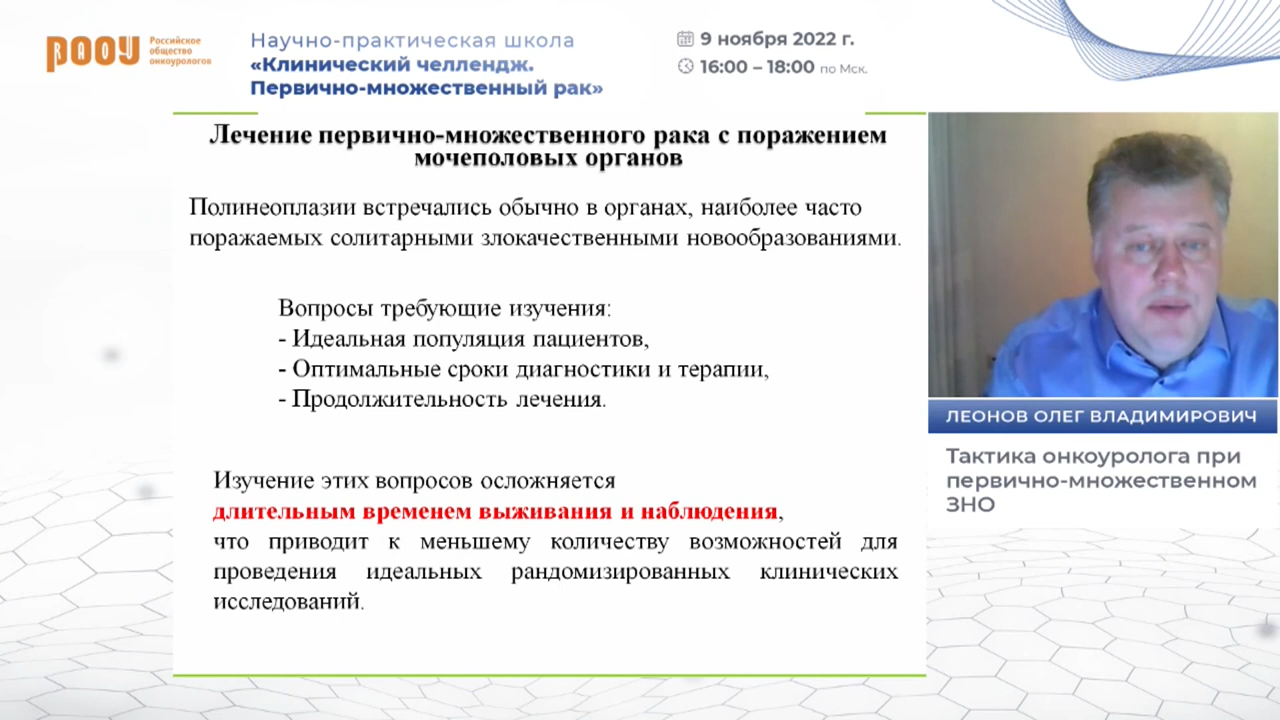 РАОУ
Российское
общество
онкоурологов
Научно-практическая школа
«Клинический челлендж.
Первично-множественный рак»
9 ноября 2022 г.
16:00 – 18:00 по Мск.
Лечение первично-множественного рака с поражением
мочеполовых органов
Полинеоплазии встречались обычно в органах, наиболее часто
поражаемых солитарными злокачественными новообразованиями.
Вопросы требующие изучения:
- Идеальная популяция пациентов,
- Оптимальные сроки диагностики и терапии,
- Продолжительность лечения.
Изучение этих вопросов осложняется
длительным временем выживания и наблюдения,
что приводит к меньшему количеству возможностей для
проведения идеальных рандомизированных клинических
исследований.
ЛЕОНОВ ОЛЕГ ВЛАДИМИРОВИЧ
Тактика онкоуролога при
первично-множественном
ЗНО